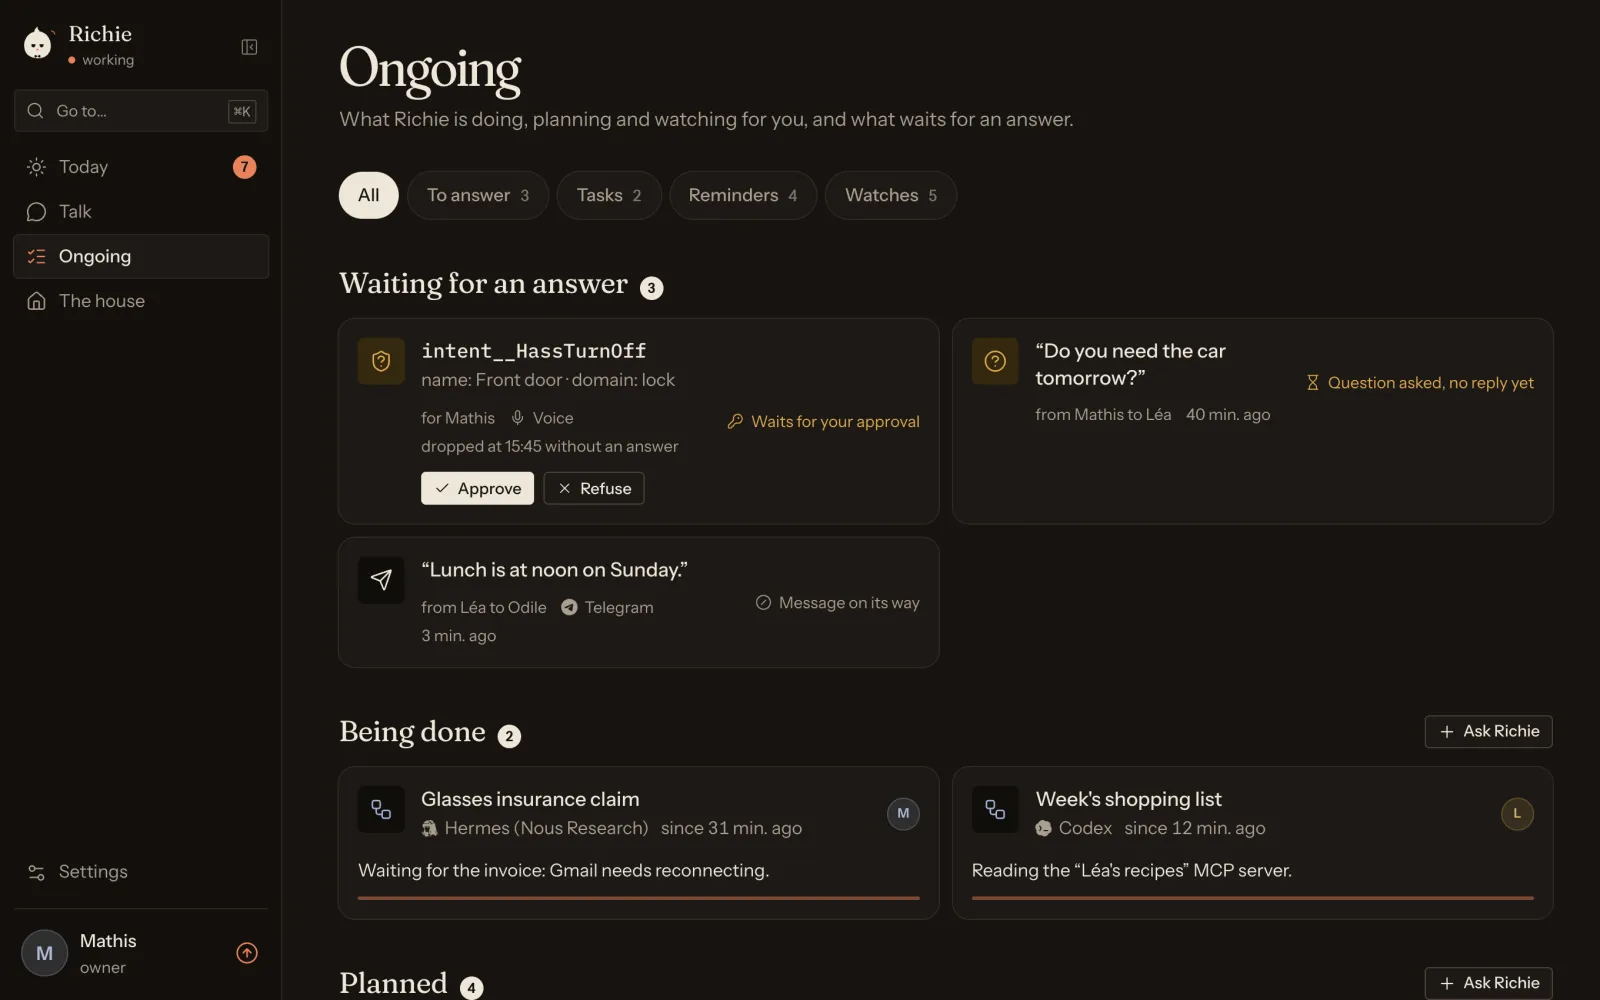 Richie
working
Go to...
⌘K
Today 7
Talk
Ongoing
The house
Settings
M
Mathis
owner
Ongoing
What Richie is doing, planning and watching for you, and what waits for an answer.
All To answer 3 Tasks 2 Reminders 4 Watches 5
Waiting for an answer 3
intent__HassTurnOff
name: Front door · domain: lock
for Mathis Voice
dropped at 15:45 without an answer
Waits for your approval
Approve Refuse
“Do you need the car
tomorrow?”
from Mathis to Léa 40 min. ago
Question asked, no reply yet
“Lunch is at noon on Sunday.”
from Léa to Odile Telegram
3 min. ago
Message on its way
Being done 2
Ask Richie
Glasses insurance claim
Hermes (Nous Research) since 31 min. ago
M
Waiting for the invoice: Gmail needs reconnecting.
Week's shopping list
Codex since 12 min. ago
L
Reading the “Léa's recipes” MCP server.
Planned 4
Ask Richie